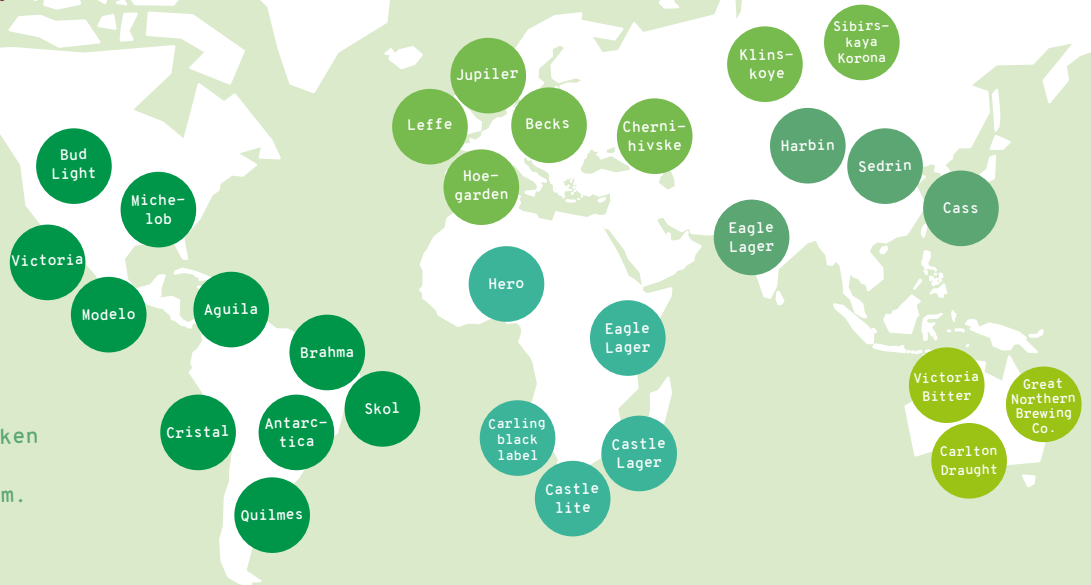 Sibirs-
kaya
Korona
Klins-
koye
Jupiler
Leffe
Becks
Cherni-
hivske
Hoe-
garden
Harbin
Sedrin
Cass
Eagle
Lager
Bud
Light
Miche-
lob
Victoria
Modelo
Aguila
Brahma
Skol
Cristal
Antarc-
tica
Quilmes
Hero
Eagle
Lager
Carling
black
label
Castle
Lager
Castle
lite
Victoria
Bitter
Great
Northern
Brewing
Co.
Carlton
Draught
ken
m.